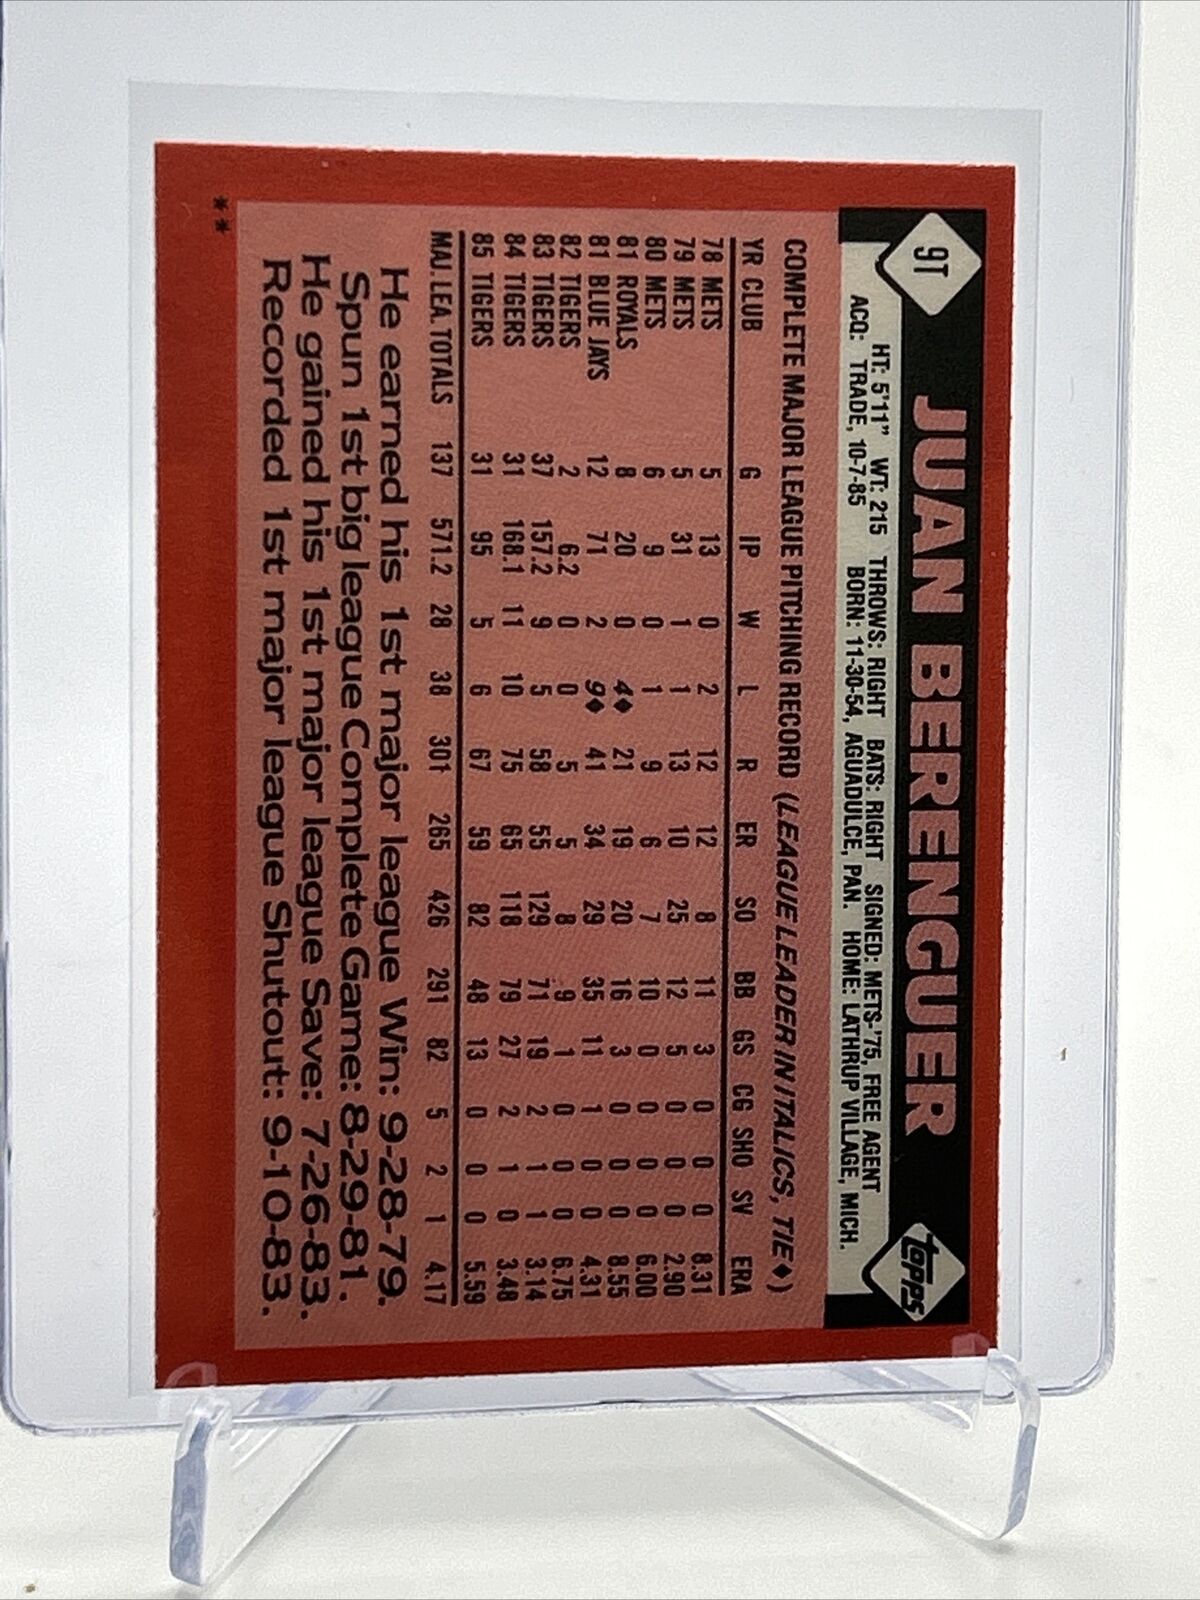 9T
JUAN BERENGUER
topps
HT: 5'11" WT: 215 THROWS: RIGHT BATS: RIGHT SIGNED: METS-'75, FREE AGENT
ACQ: TRADE, 10-7-85 BORN: 11-30-54, AGUADULCE, PAN. HOME: LATHRUP VILLAGE, MICH.
COMPLETE MAJOR LEAGUE PITCHING RECORD (LEAGUE LEADER IN ITALICS, TIE♦)
YR CLUB G IP W L R ER SO BB GS CG SHO SV ERA
78 METS 5 13 0 2 12 12 8 11 3 0 0 0 8.31
79 METS 5 31 1 1 13 10 25 12 5 0 0 0 2.90
80 METS 6 9 0 1 9 6 7 10 0 0 0 0 6.00
81 ROYALS 8 20 0 4♦ 21 19 20 16 3 0 0 0 8.55
81 BLUE JAYS 12 71 2 9♦ 41 34 29 35 11 1 0 0 4.31
82 TIGERS 2 6.2 0 0 5 5 8 9 1 0 0 0 6.75
83 TIGERS 37 157.2 9 5 58 55 129 71 19 2 1 1 3.14
84 TIGERS 31 168.1 11 10 75 65 118 79 27 2 1 0 3.48
85 TIGERS 31 95 5 6 67 59 82 48 13 0 0 0 5.59
MAJ. LEA. TOTALS 137 571.2 28 38 301 265 426 291 82 5 2 1 4.17
He earned his 1st major league Win: 9-28-79.
Spun 1st big league Complete Game: 8-29-81.
He gained his 1st major league Save: 7-26-83.
Recorded 1st major league Shutout: 9-10-83.
**